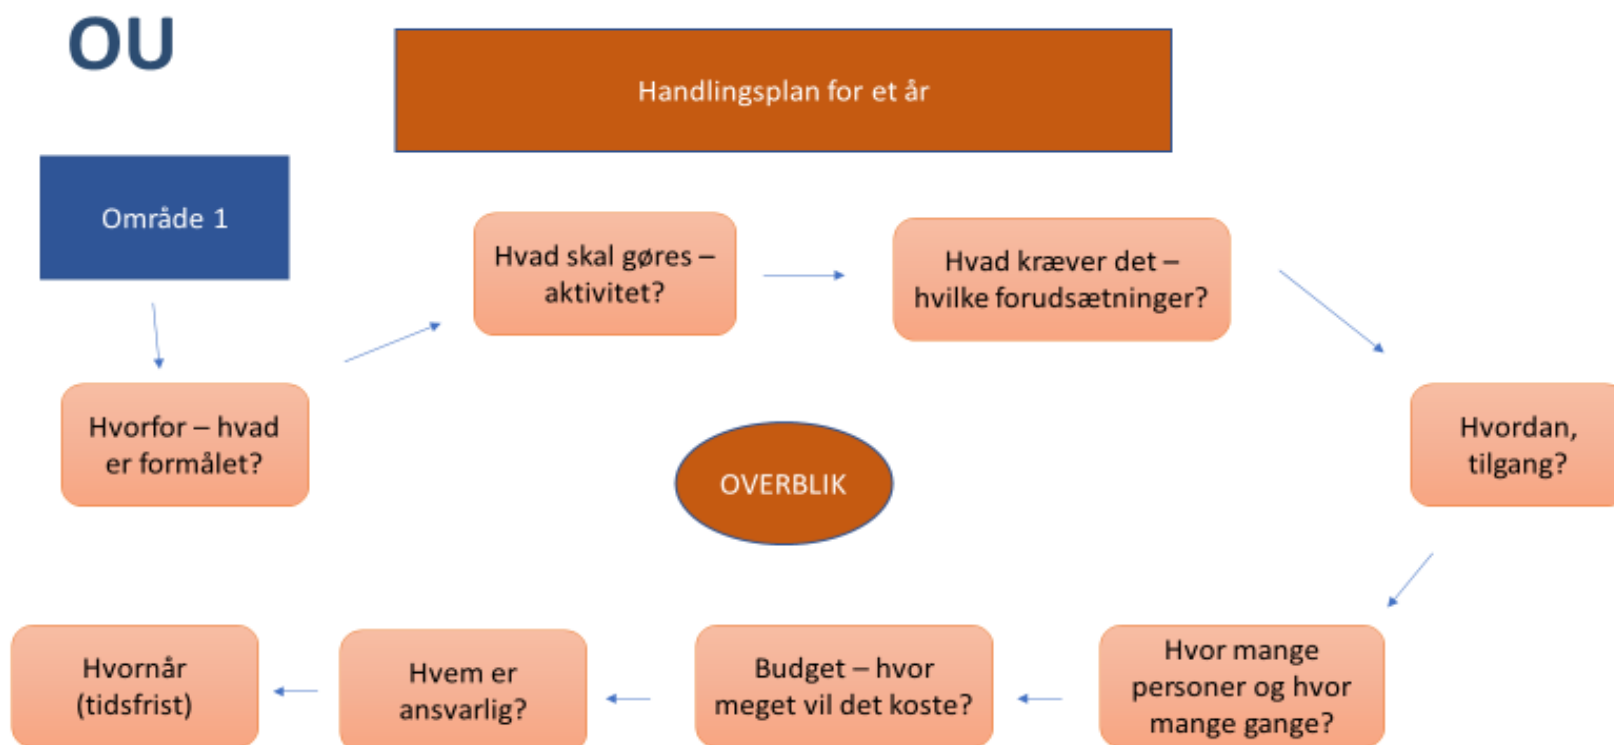 OU
Handlingsplan for et år
Område 1
Hvorfor – hvad
er formålet?
Hvad skal gøres –
aktivitet?
Hvad kræver det –
hvilke forudsætninger?
Hvordan,
tilgang?
OVERBLIK
Hvor mange
personer og hvor
mange gange?
Budget – hvor
meget vil det koste?
Hvem er
ansvarlig?
Hvornår
(tidsfrist)